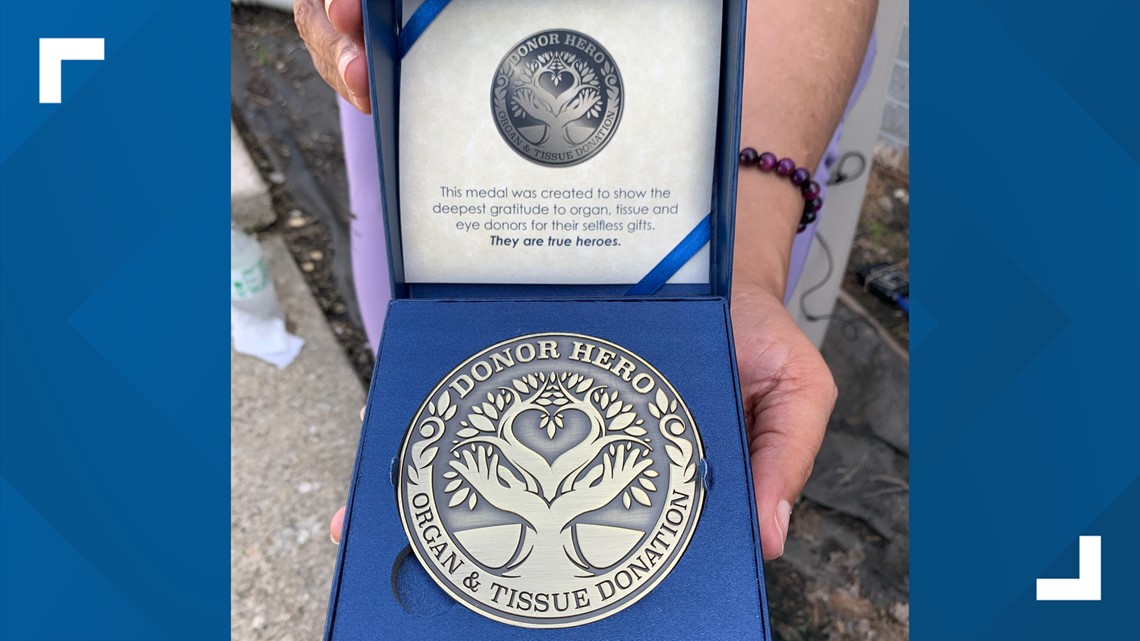 DONOR HERO
ORGAN & TISSUE DONATION
This medal was created to show the
deepest gratitude to organ, tissue and
eye donors for their selfless gifts.
They are true heroes.
DONOR HERO
ORGAN & TISSUE DONATION